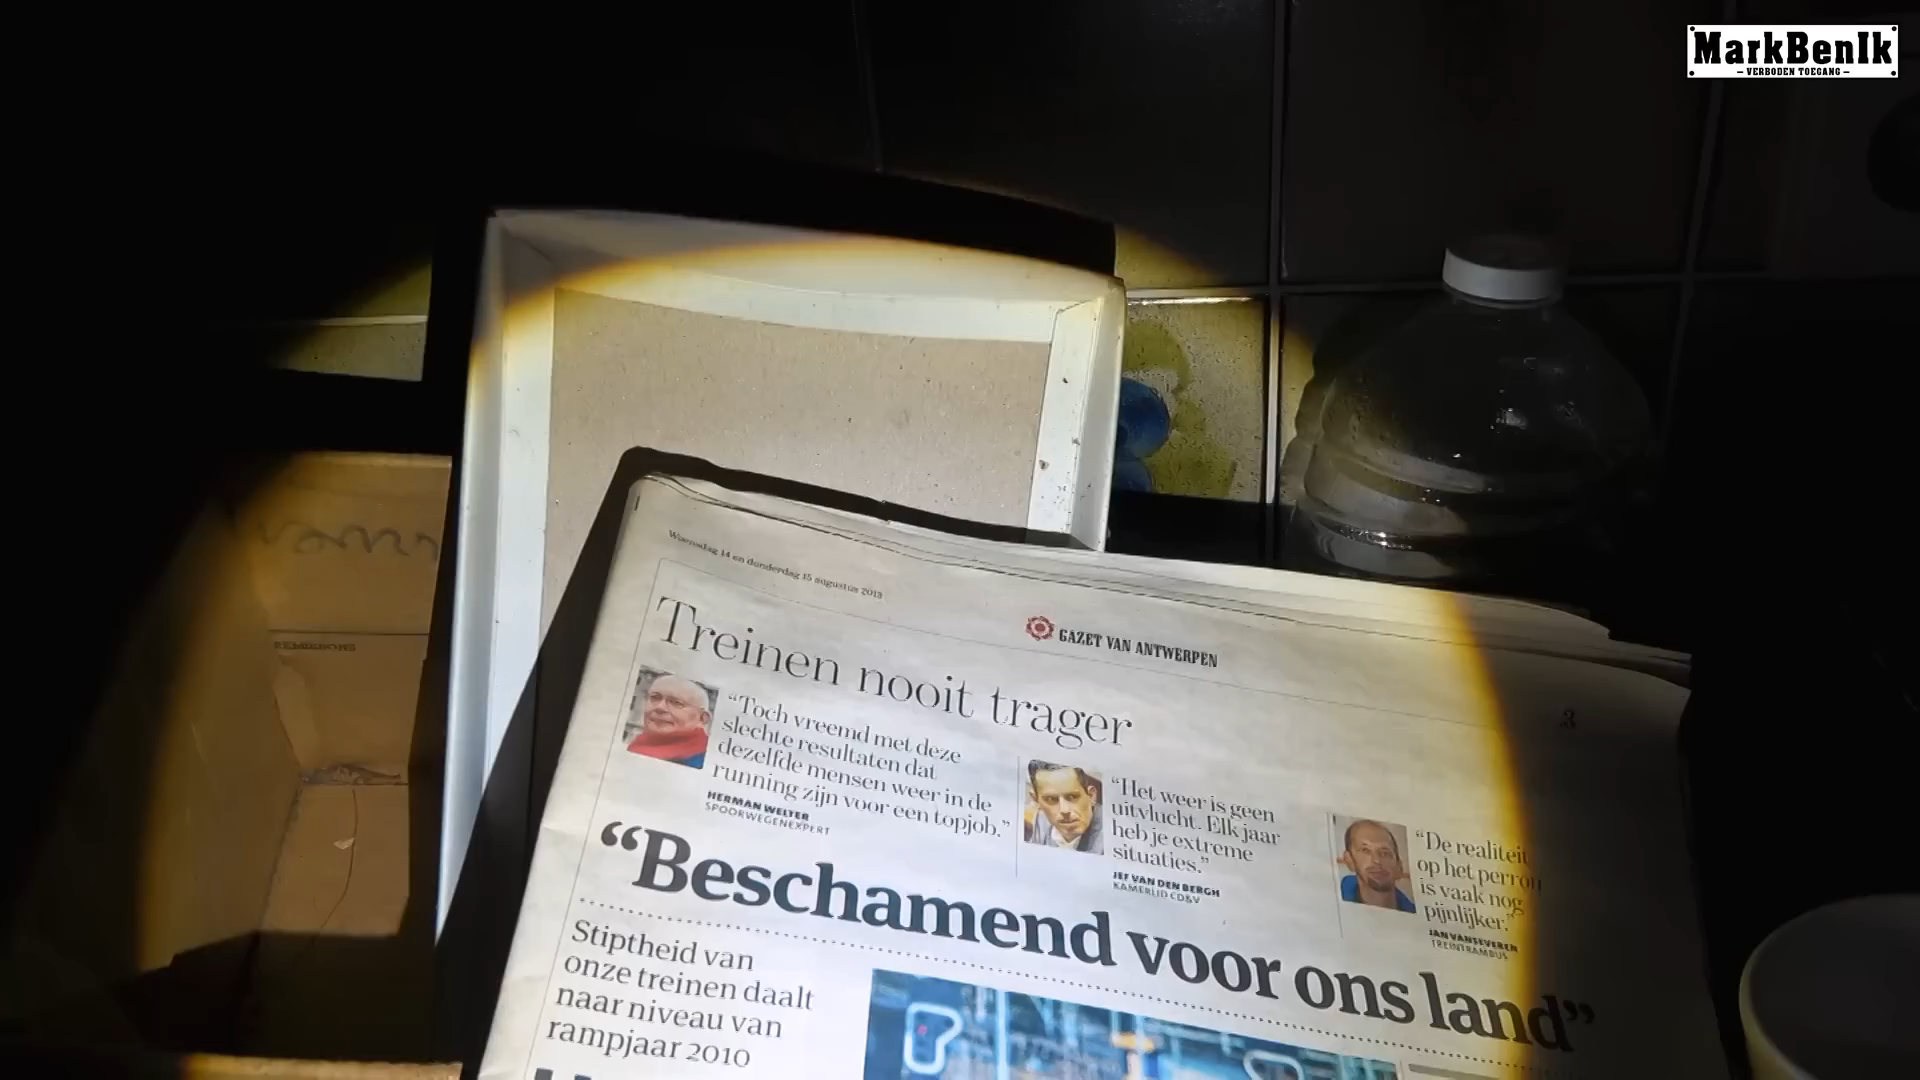 MarkBenIk
– VERBODEN TOEGANG –
Woensdag 14 en donderdag 15 augustus 2013
GAZET VAN ANTWERPEN
3
Treinen nooit trager
“Toch vreemd met deze
slechte resultaten dat
dezelfde mensen weer in de
running zijn voor een topjob.”
HERMAN WELTER
SPOORWEGENEXPERT
“Het weer is geen
uitvlucht. Elk jaar
heb je extreme
situaties.”
JEF VAN DEN BERGH
KAMERLID CD&V
“De realiteit
op het perron
is vaak nog
pijnlijker.”
JAN VANSEVEREN
TREINTRAMBUS
“Beschamend voor ons land”
Stiptheid van
onze treinen daalt
naar niveau van
rampjaar 2010